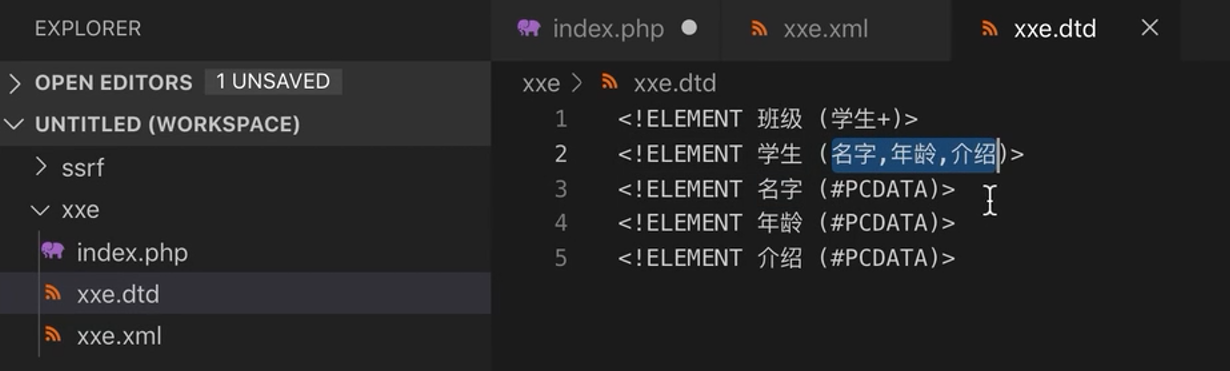 EXPLORER
OPEN EDITORS 1 UNSAVED
UNTITLED (WORKSPACE)
ssrf
xxe
index.php
xxe.dtd
xxe.xml
index.php xxe.xml xxe.dtd
xxe xxe.dtd
1 <!ELEMENT 班级 (学生+)>
2 <!ELEMENT 学生 (名字,年龄,介绍)>
3 <!ELEMENT 名字 (#PCDATA)>
4 <!ELEMENT 年龄 (#PCDATA)>
5 <!ELEMENT 介绍 (#PCDATA)>